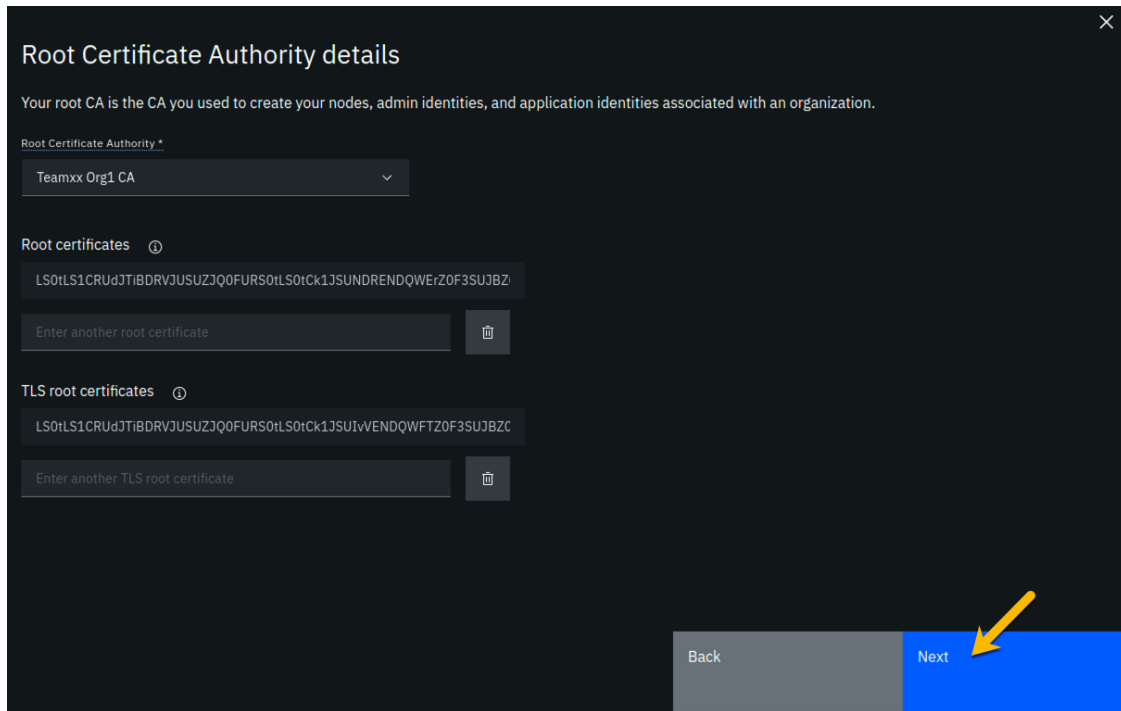 Root Certificate Authority details
Your root CA is the CA you used to create your nodes, admin identities, and application identities associated with an organization.
Root Certificate Authority *
Teamxx Org1 CA
Root certificates
LS0tLS1CRUdJTiBDRVJUSUZJQ0FURS0tLS0tCk1JSUNDRENDQWErZ0F3SUJBZ
Enter another root certificate
TLS root certificates
LS0tLS1CRUdJTiBDRVJUSUZJQ0FURS0tLS0tCk1JSUIvVENDQWFTZ0F3SUJBZ
Enter another TLS root certificate
Back
Next